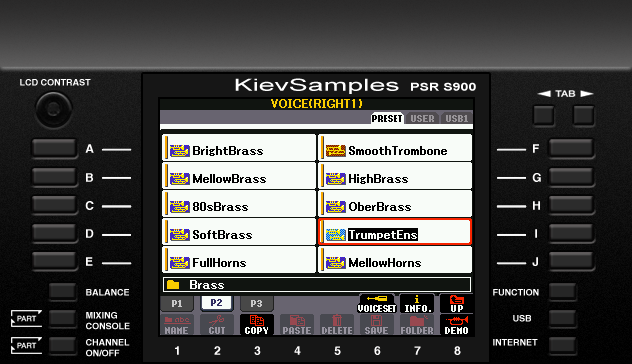 LCD CONTRAST
KievSamples PSR S900
TAB
VOICE(RIGHT1)
PRESET USER USB1
A BrightBrass SmoothTrombone F
B MellowBrass HighBrass G
C 80sBrass OberBrass H
D SoftBrass TrumpetEns I
E FullHorns MellowHorns J
Brass
BALANCE FUNCTION
P1 P2 P3 VOICESET INFO. UP
PART MIXING CONSOLE USB
NAME CUT COPY PASTE DELETE SAVE FOLDER DEMO
PART CHANNEL ON/OFF INTERNET
1 2 3 4 5 6 7 8